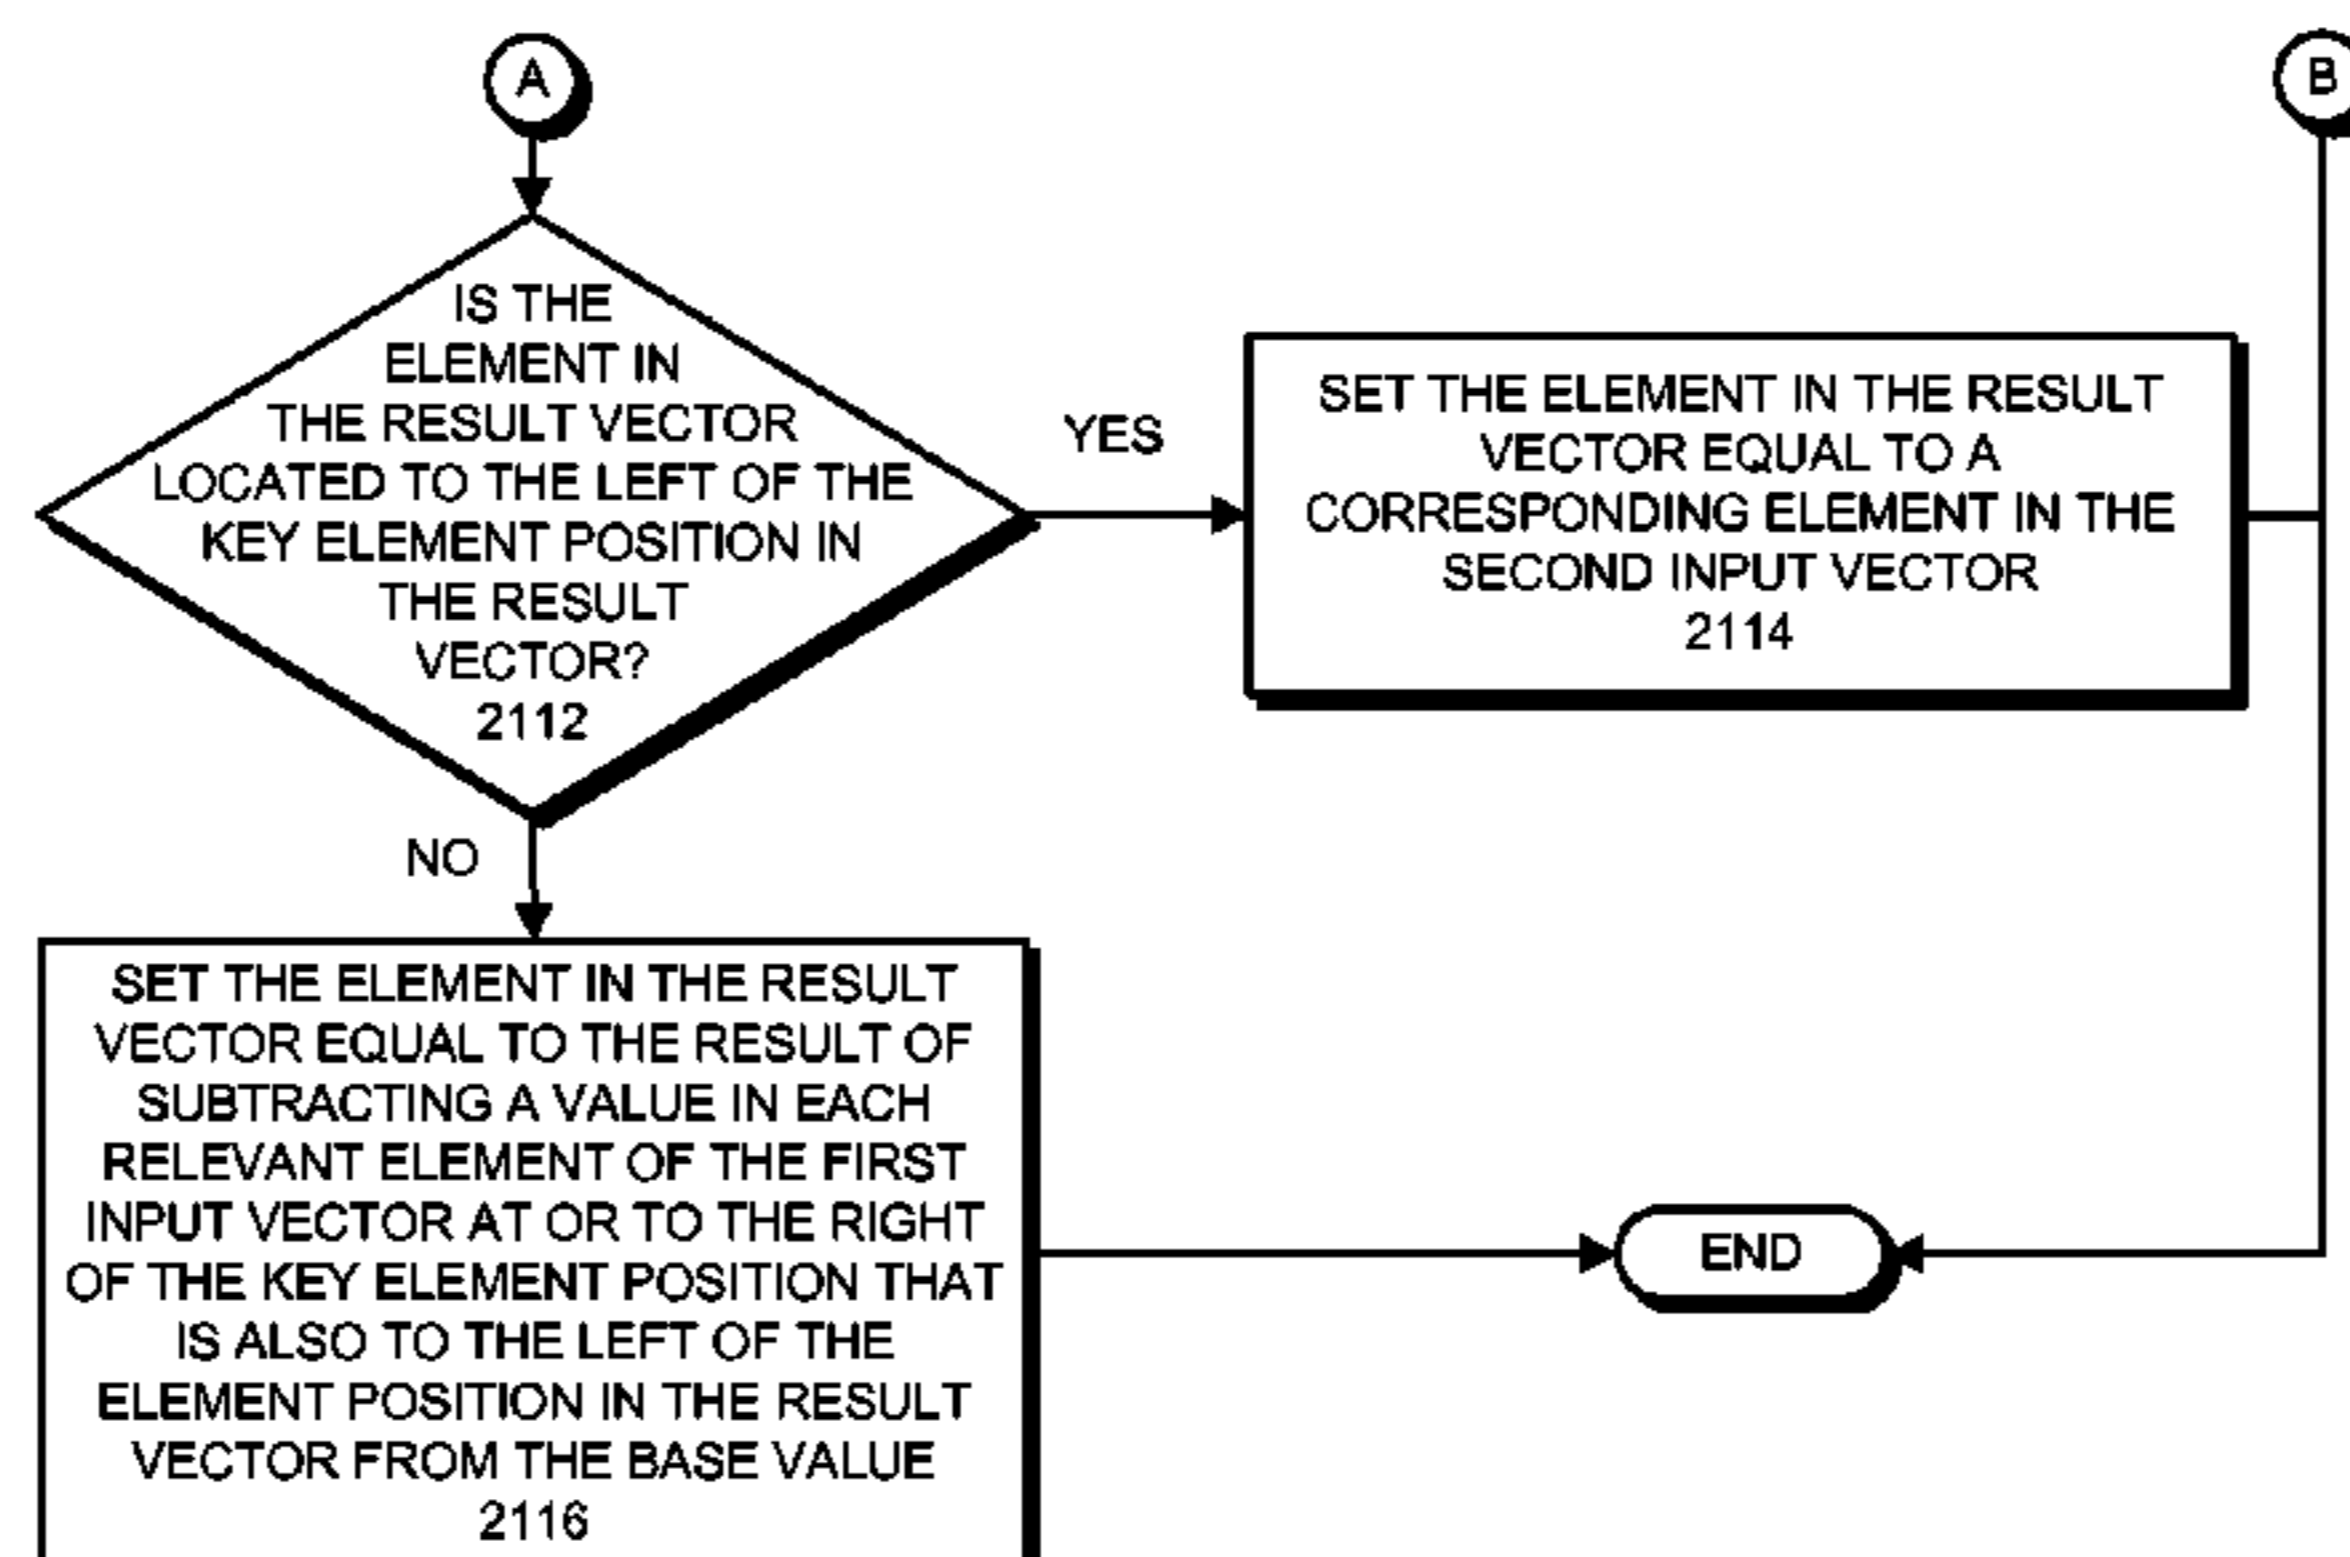 A
B
IS THE
ELEMENT IN
THE RESULT VECTOR
LOCATED TO THE LEFT OF THE
KEY ELEMENT POSITION IN
THE RESULT
VECTOR?
2112
YES
SET THE ELEMENT IN THE RESULT
VECTOR EQUAL TO A
CORRESPONDING ELEMENT IN THE
SECOND INPUT VECTOR
2114
NO
SET THE ELEMENT IN THE RESULT
VECTOR EQUAL TO THE RESULT OF
SUBTRACTING A VALUE IN EACH
RELEVANT ELEMENT OF THE FIRST
INPUT VECTOR AT OR TO THE RIGHT
OF THE KEY ELEMENT POSITION THAT
IS ALSO TO THE LEFT OF THE
ELEMENT POSITION IN THE RESULT
VECTOR FROM THE BASE VALUE
2116
END